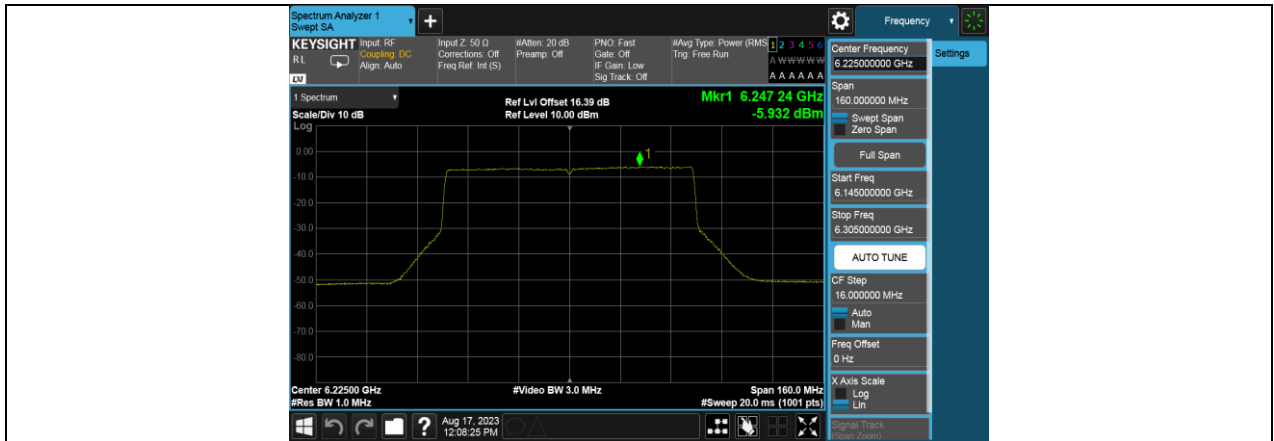 Spectrum Analyzer 1
Swept SA
Frequency
KEYSIGHT
RL
LXI
Input: RF
Coupling: DC
Align: Auto
Input Z: 50 Ω
Corrections: Off
Freq Ref: Int (S)
#Atten: 20 dB
Preamp: Off
PNO: Fast
Gate: Off
IF Gain: Low
Sig Track: Off
#Avg Type: Power (RMS
Trig: Free Run
1 2 3 4 5 6
A W W W W W
A A A A A A
1 Spectrum
Scale/Div 10 dB
Ref Lvl Offset 16.39 dB
Ref Level 10.00 dBm
Mkr1 6.247 24 GHz
-5.932 dBm
Log
0.00
-10.0
-20.0
-30.0
-40.0
-50.0
-60.0
-70.0
-80.0
1
Center 6.22500 GHz
#Res BW 1.0 MHz
#Video BW 3.0 MHz
Span 160.0 MHz
#Sweep 20.0 ms (1001 pts)
Aug 17, 2023
12:08:25 PM
Center Frequency
6.225000000 GHz
Settings
Span
160.000000 MHz
Swept Span
Zero Span
Full Span
Start Freq
6.145000000 GHz
Stop Freq
6.305000000 GHz
AUTO TUNE
CF Step
16.000000 MHz
Auto
Man
Freq Offset
0 Hz
X Axis Scale
Log
Lin
Signal Track
(Span Zoom)